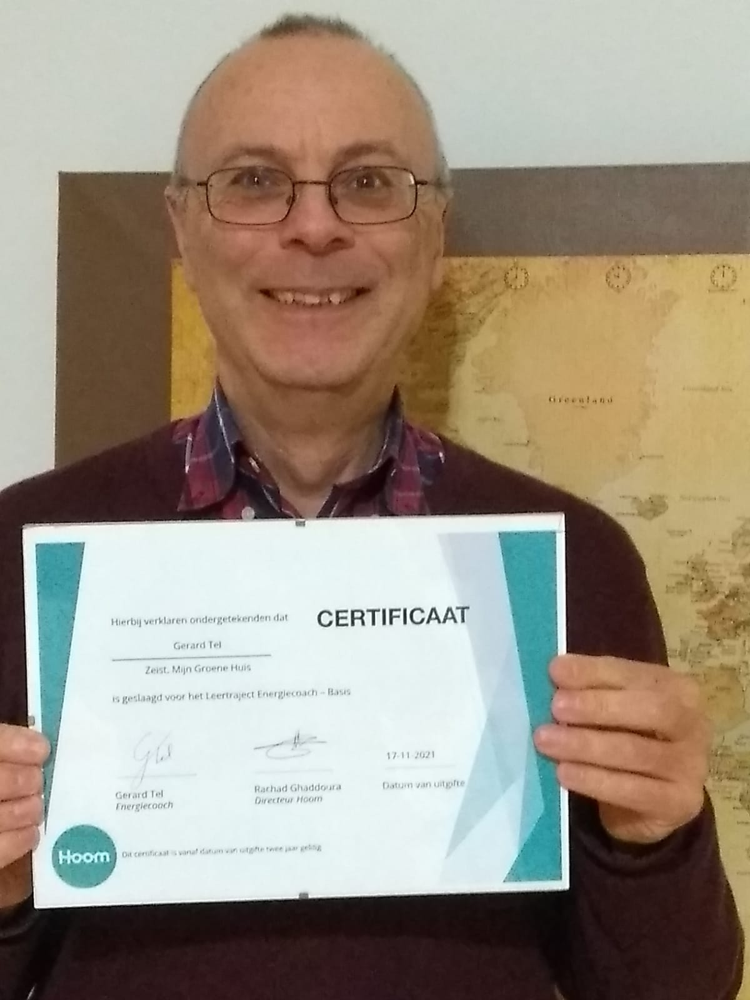 Greenland
CERTIFICAAT
Hierbij verklaren ondergetekenden dat
Gerard Tel
Zeist, Mijn Groene Huis
is geslaagd voor het Leertraject Energiecoach – Basis
GTel
17-11-2021
Gerard Tel
Energiecoach
Rachad Ghaddoura
Directeur Hoom
Datum van uitgifte
Hoom
Dit certificaat is vanaf datum van uitgifte twee jaar geldig